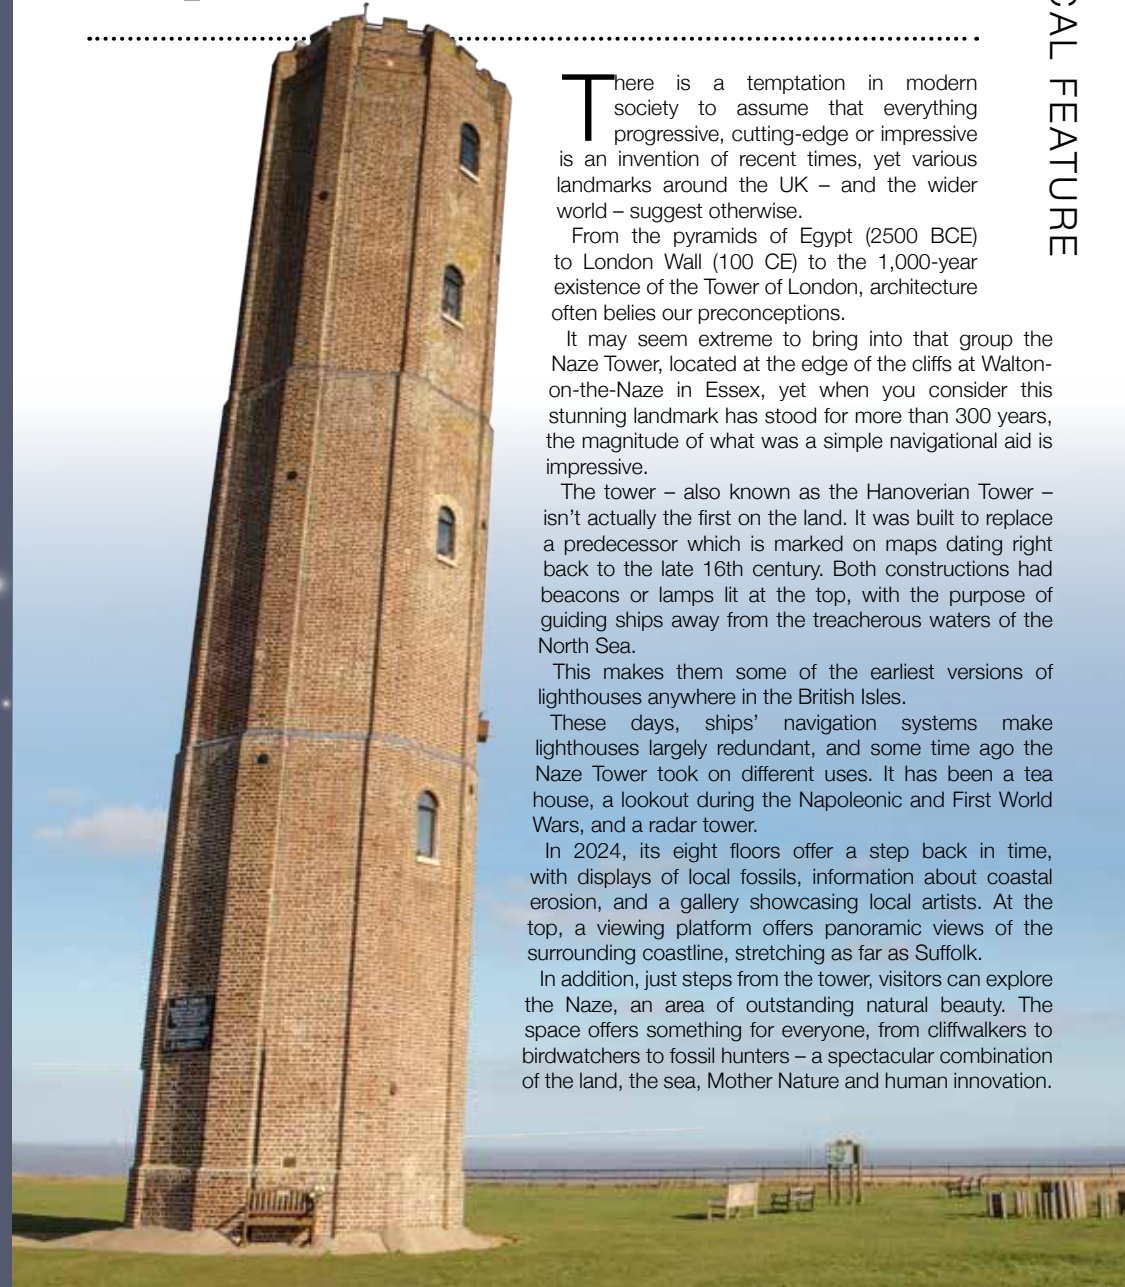 CAL FEATURE
There is a temptation in modern
society to assume that everything
progressive, cutting-edge or impressive
is an invention of recent times, yet various
landmarks around the UK – and the wider
world – suggest otherwise.
From the pyramids of Egypt (2500 BCE)
to London Wall (100 CE) to the 1,000-year
existence of the Tower of London, architecture
often belies our preconceptions.
It may seem extreme to bring into that group the
Naze Tower, located at the edge of the cliffs at Walton-
on-the-Naze in Essex, yet when you consider this
stunning landmark has stood for more than 300 years,
the magnitude of what was a simple navigational aid is
impressive.
The tower – also known as the Hanoverian Tower –
isn’t actually the first on the land. It was built to replace
a predecessor which is marked on maps dating right
back to the late 16th century. Both constructions had
beacons or lamps lit at the top, with the purpose of
guiding ships away from the treacherous waters of the
North Sea.
This makes them some of the earliest versions of
lighthouses anywhere in the British Isles.
These days, ships’ navigation systems make
lighthouses largely redundant, and some time ago the
Naze Tower took on different uses. It has been a tea
house, a lookout during the Napoleonic and First World
Wars, and a radar tower.
In 2024, its eight floors offer a step back in time,
with displays of local fossils, information about coastal
erosion, and a gallery showcasing local artists. At the
top, a viewing platform offers panoramic views of the
surrounding coastline, stretching as far as Suffolk.
In addition, just steps from the tower, visitors can explore
the Naze, an area of outstanding natural beauty. The
space offers something for everyone, from cliffwalkers to
birdwatchers to fossil hunters – a spectacular combination
of the land, the sea, Mother Nature and human innovation.